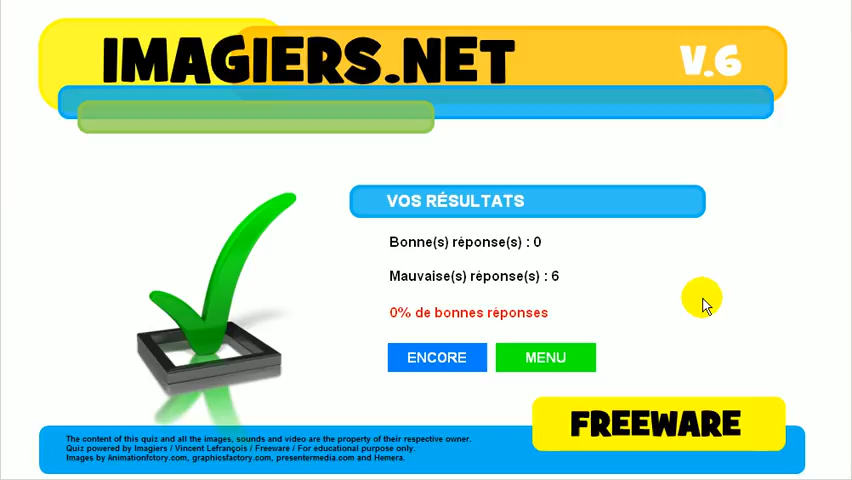 IMAGIERS.NET
V.6
VOS RÉSULTATS
Bonne(s) réponse(s) : 0
Mauvaise(s) réponse(s) : 6
0% de bonnes réponses
ENCORE
MENU
FREEWARE
The content of this quiz and all the images, sounds and video are the property of their respective owner.
Quiz powered by Imagiers / Vincent Lefrançois / Freeware / For educational purpose only.
Images by Animationfctory.com, graphicsfactory.com, presentermedia.com and Hemera.